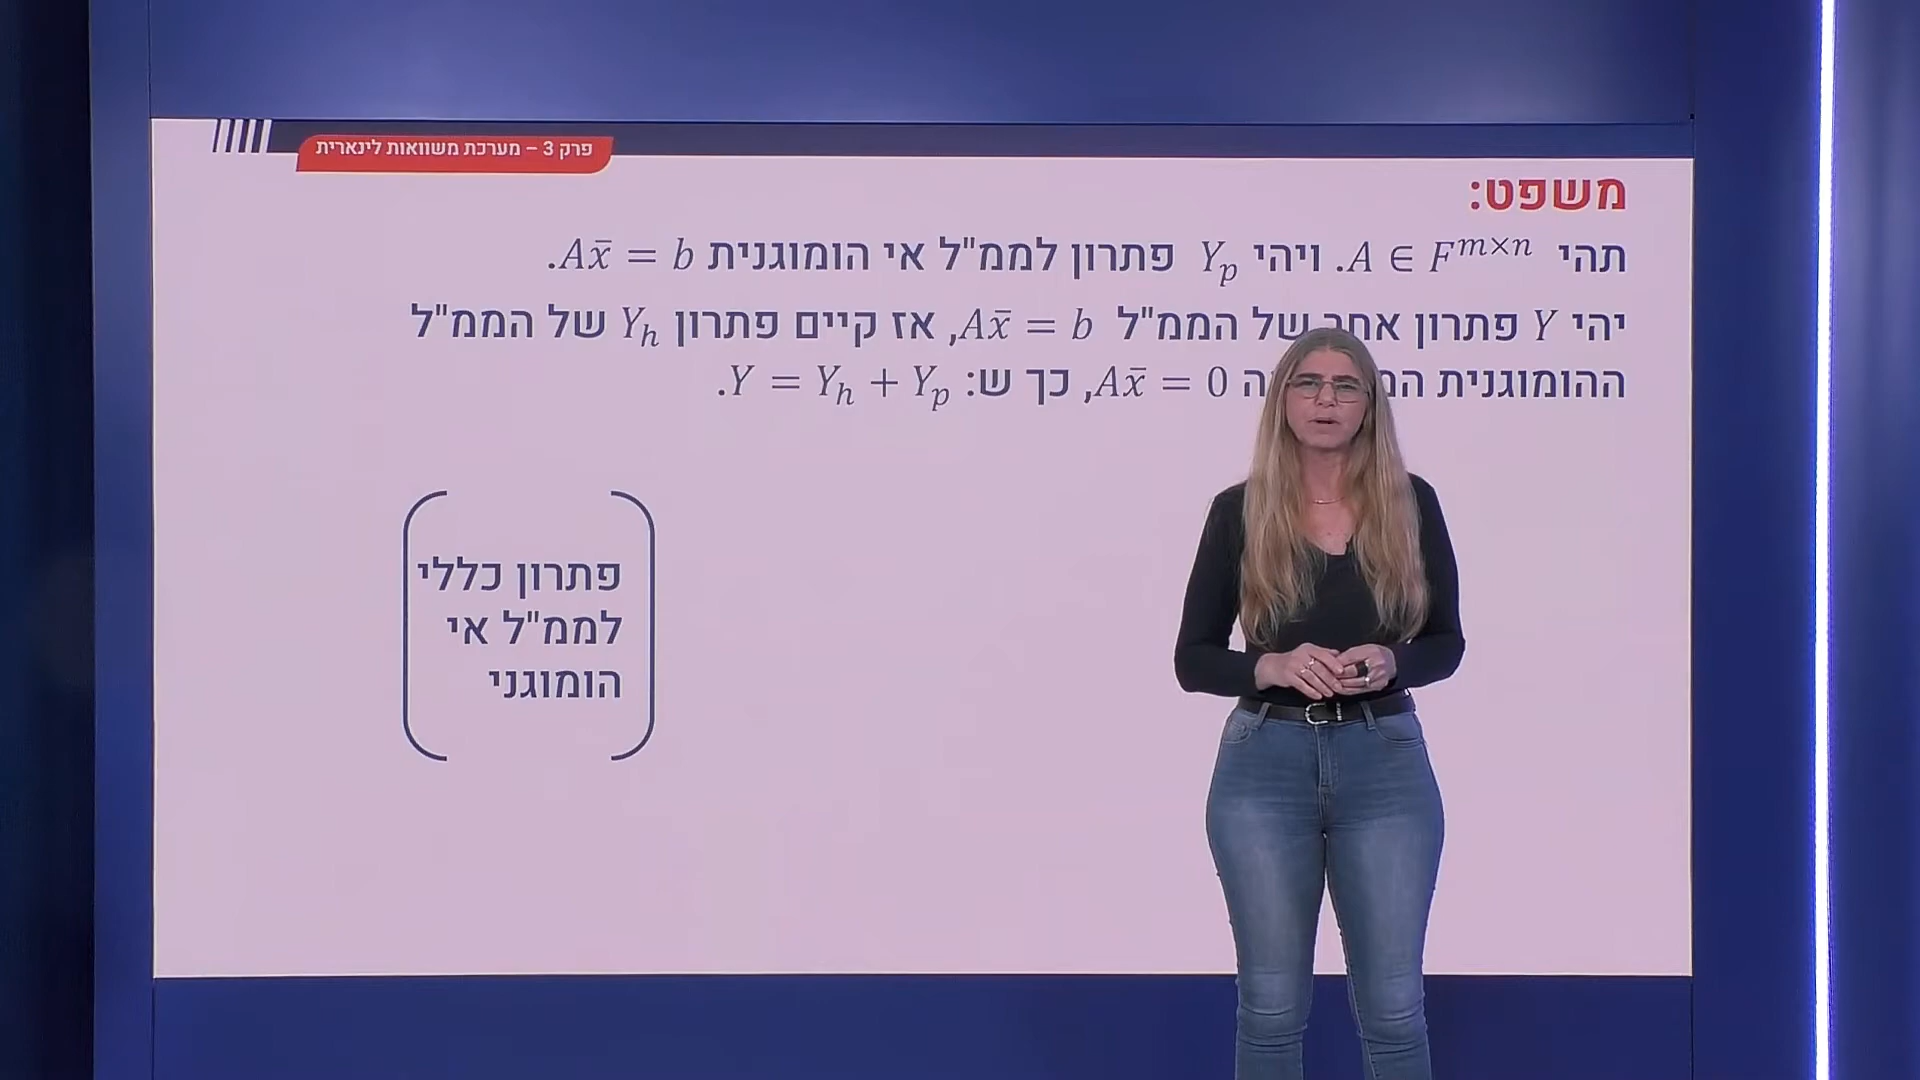 פרק 3 – מערכת משוואות לינארית
משפט:
תהי A ∈ F^{m×n}. ויהי Y_p פתרון לממ"ל אי הומוגנית Ax̄ = b.
יהי Y פתרון אחר של הממ"ל Ax̄ = b, אז קיים פתרון Y_h של הממ"ל
ההומוגנית Ax̄ = 0, כך ש: Y = Y_h + Y_p.
פתרון כללי
לממ"ל אי
הומוגני